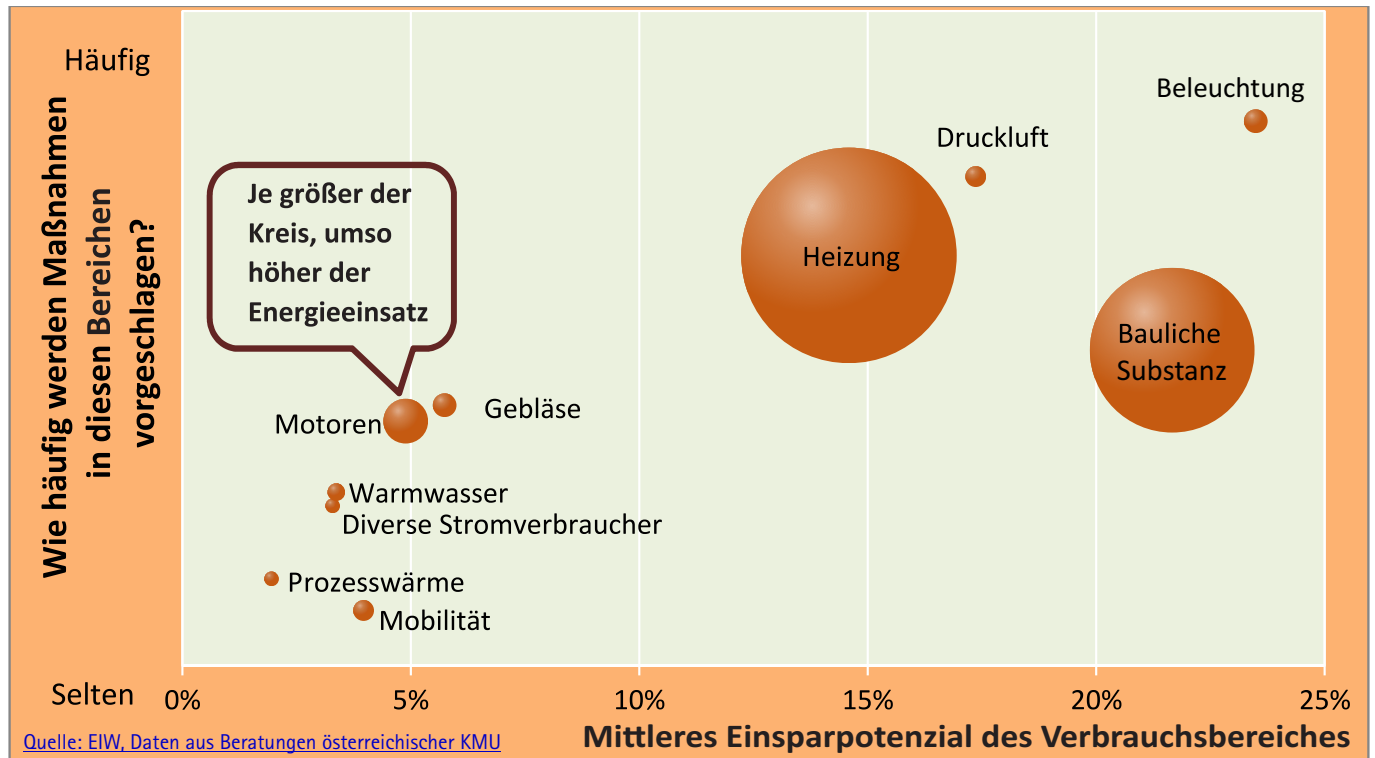 Häufig
Wie häufig werden Maßnahmen
in diesen Bereichen
vorgeschlagen?
Selten
Je größer der
Kreis, umso
höher der
Energieeinsatz
Beleuchtung
Druckluft
Heizung
Bauliche
Substanz
Motoren
Gebläse
Warmwasser
Diverse Stromverbraucher
Prozesswärme
Mobilität
0% 5% 10% 15% 20% 25%
Mittleres Einsparpotenzial des Verbrauchsbereiches
Quelle: EIW, Daten aus Beratungen österreichischer KMU